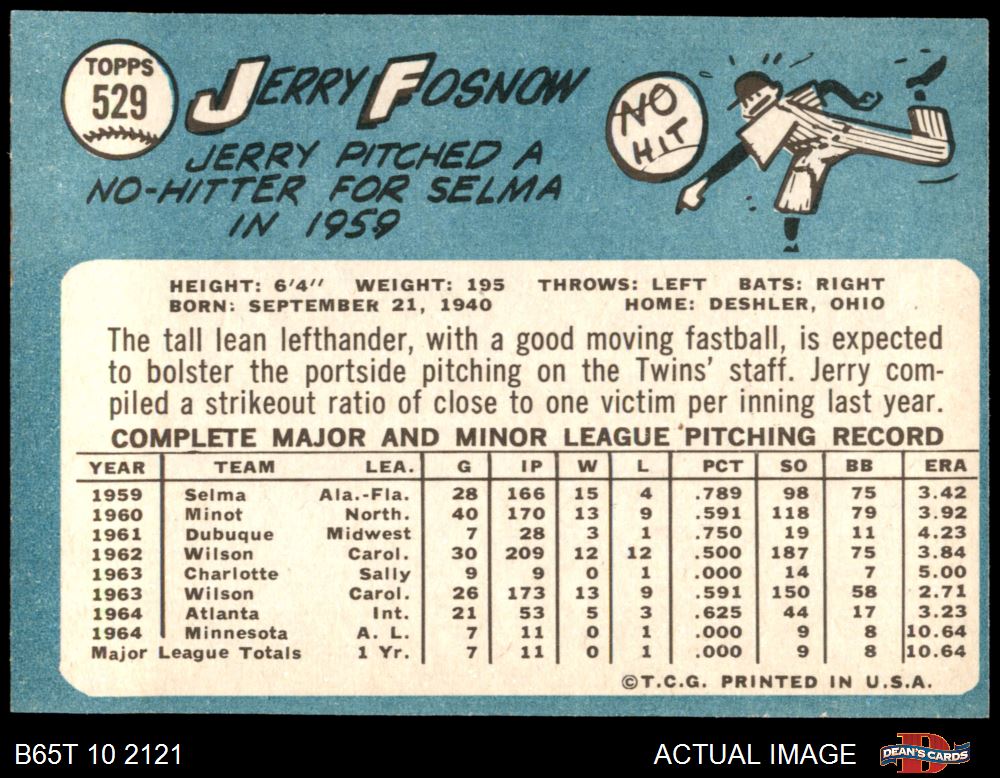 TOPPS
529
JERRY FOSNOW
JERRY PITCHED A
NO-HITTER FOR SELMA
IN 1959
NO
HIT
HEIGHT: 6'4" WEIGHT: 195 THROWS: LEFT BATS: RIGHT
BORN: SEPTEMBER 21, 1940 HOME: DESHLER, OHIO
The tall lean lefthander, with a good moving fastball, is expected
to bolster the portside pitching on the Twins' staff. Jerry com-
piled a strikeout ratio of close to one victim per inning last year.
COMPLETE MAJOR AND MINOR LEAGUE PITCHING RECORD
YEAR TEAM LEA. G IP W L PCT SO BB ERA
1959 Selma Ala.-Fla. 28 166 15 4 .789 98 75 3.42
1960 Minot North. 40 170 13 9 .591 118 79 3.92
1961 Dubuque Midwest 7 28 3 1 .750 19 11 4.23
1962 Wilson Carol. 30 209 12 12 .500 187 75 3.84
1963 Charlotte Sally 9 9 0 1 .000 14 7 5.00
1963 Wilson Carol. 26 173 13 9 .591 150 58 2.71
1964 Atlanta Int. 21 53 5 3 .625 44 17 3.23
1964 Minnesota A. L. 7 11 0 1 .000 9 8 10.64
Major League Totals 1 Yr. 7 11 0 1 .000 9 8 10.64
©T.C.G. PRINTED IN U.S.A.
B65T 10 2121 ACTUAL IMAGE DEAN'S CARDS